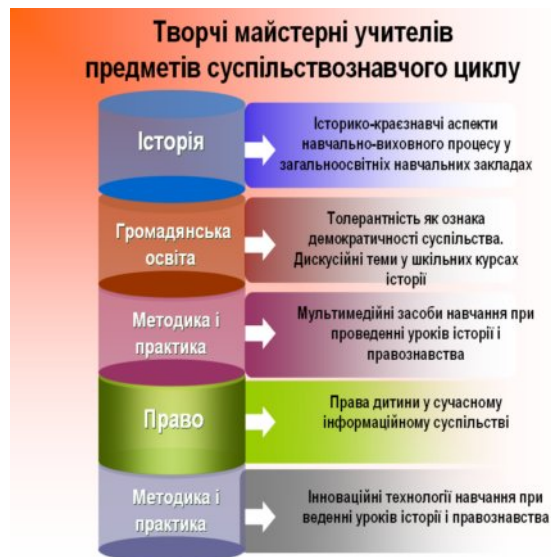 Творчі майстерні учителів
предметів суспільствознавчого циклу
Історія
Історико-краєзнавчі аспекти
навчально-виховного процесу у
загальноосвітніх навчальних закладах
Громадянська
освіта
Толерантність як ознака
демократичності суспільства.
Дискусійні теми у шкільних курсах
історії
Методика і
практика
Мультимедійні засоби навчання при
проведенні уроків історії і
правознавства
Право
Права дитини у сучасному
інформаційному суспільстві
Методика і
практика
Інноваційні технології навчання при
веденні уроків історії і правознавства